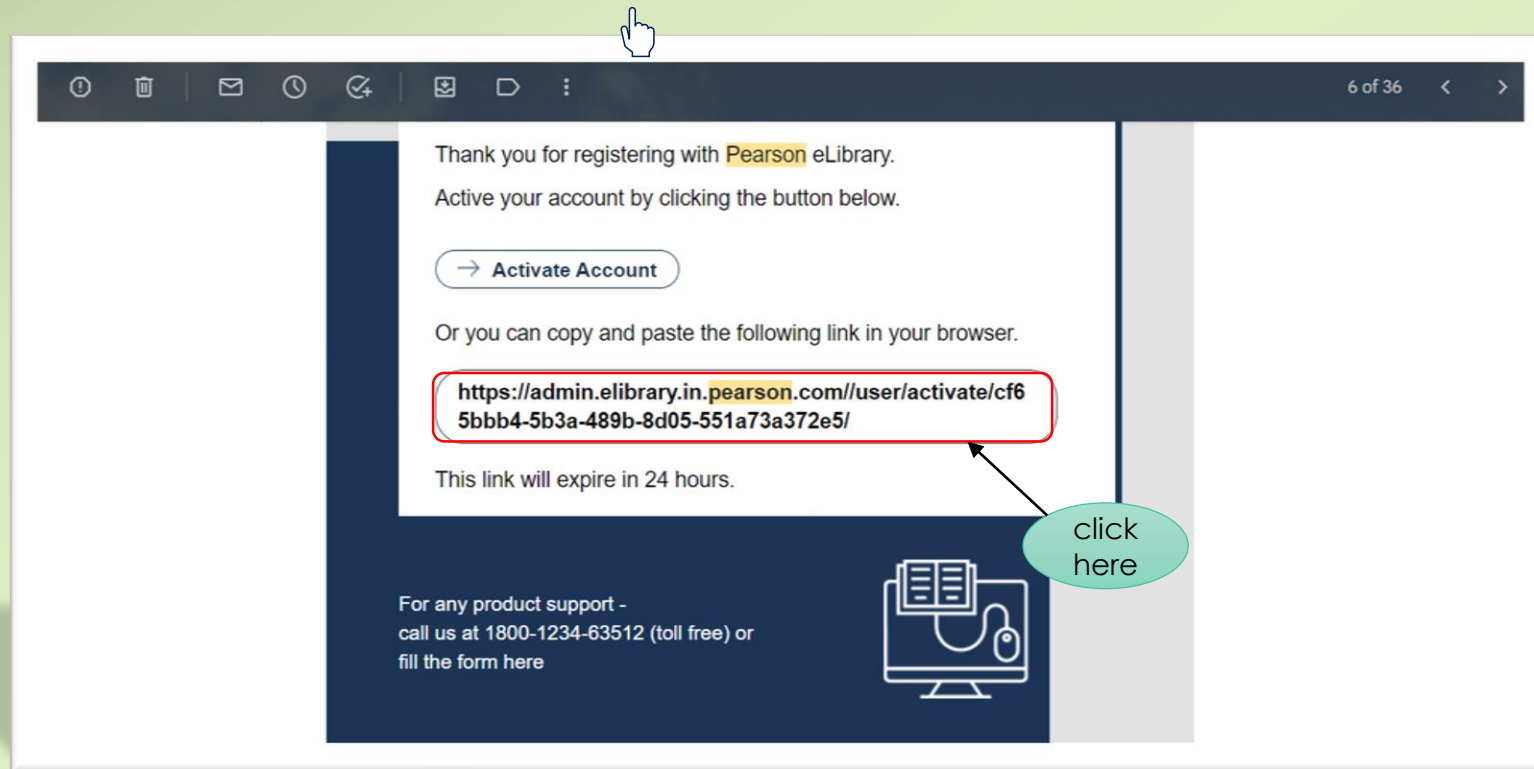 6 of 36
Thank you for registering with Pearson eLibrary.
Active your account by clicking the button below.
Activate Account
Or you can copy and paste the following link in your browser.
https://admin.elibrary.in.pearson.com//user/activate/cf6
5bbb4-5b3a-489b-8d05-551a73a372e5/
This link will expire in 24 hours.
click
here
For any product support -
call us at 1800-1234-63512 (toll free) or
fill the form here